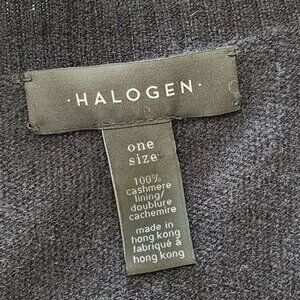 ·HALOGEN·
one
size
100%
cashmere
lining/
doublure
cachemire
made in
hong kong
fabriqué à
hong kong